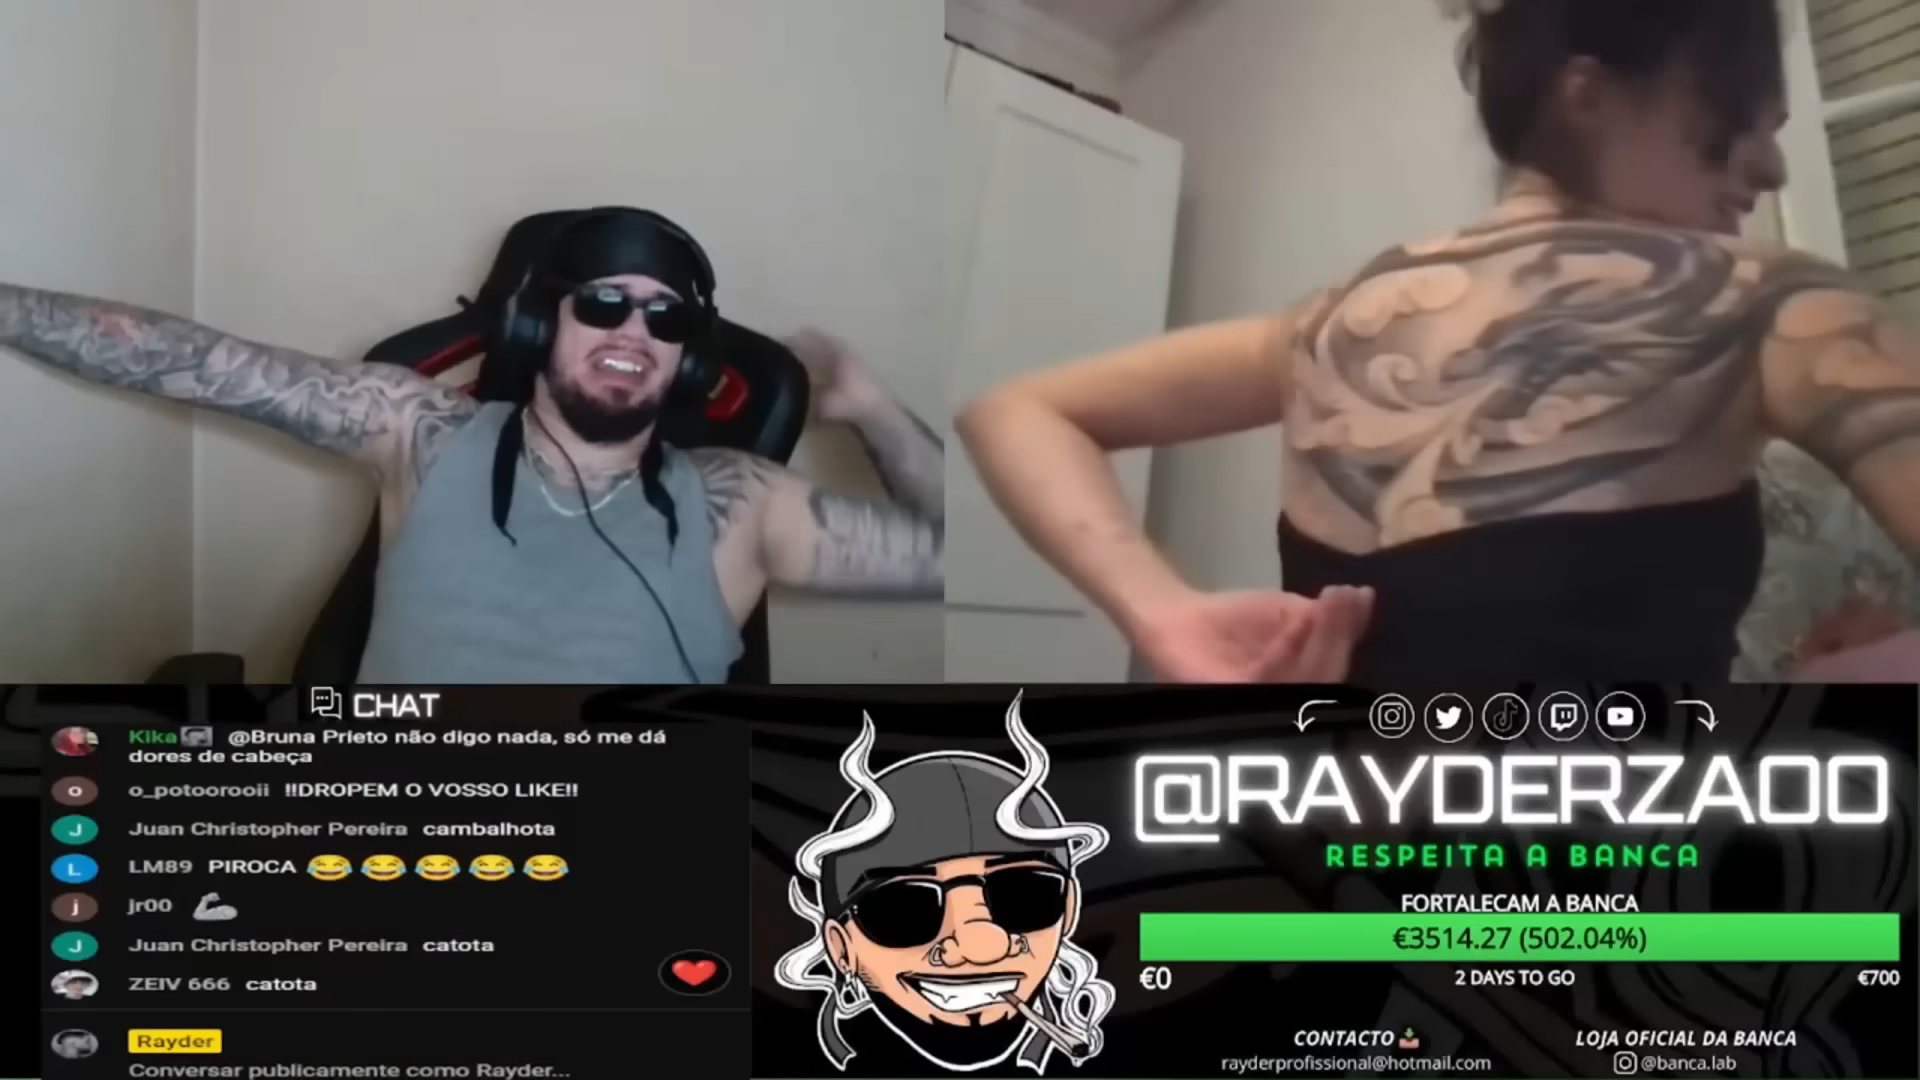 CHAT
Kika @Bruna Prieto não digo nada, só me dá
dores de cabeça
o o_potoorooii !!DROPEM O VOSSO LIKE!!
J Juan Christopher Pereira cambalhota
L LM89 PIROCA 😂😂😂😂😂
j Jr00 💪
J Juan Christopher Pereira catota
ZEIV 666 catota
Rayder
Conversar publicamente como Rayder...
@RAYDERZAOO
RESPEITA A BANCA
FORTALECAM A BANCA
€3514.27 (502.04%)
€0 2 DAYS TO GO €700
CONTACTO
rayderprofissional@hotmail.com
LOJA OFICIAL DA BANCA
@banca.lab